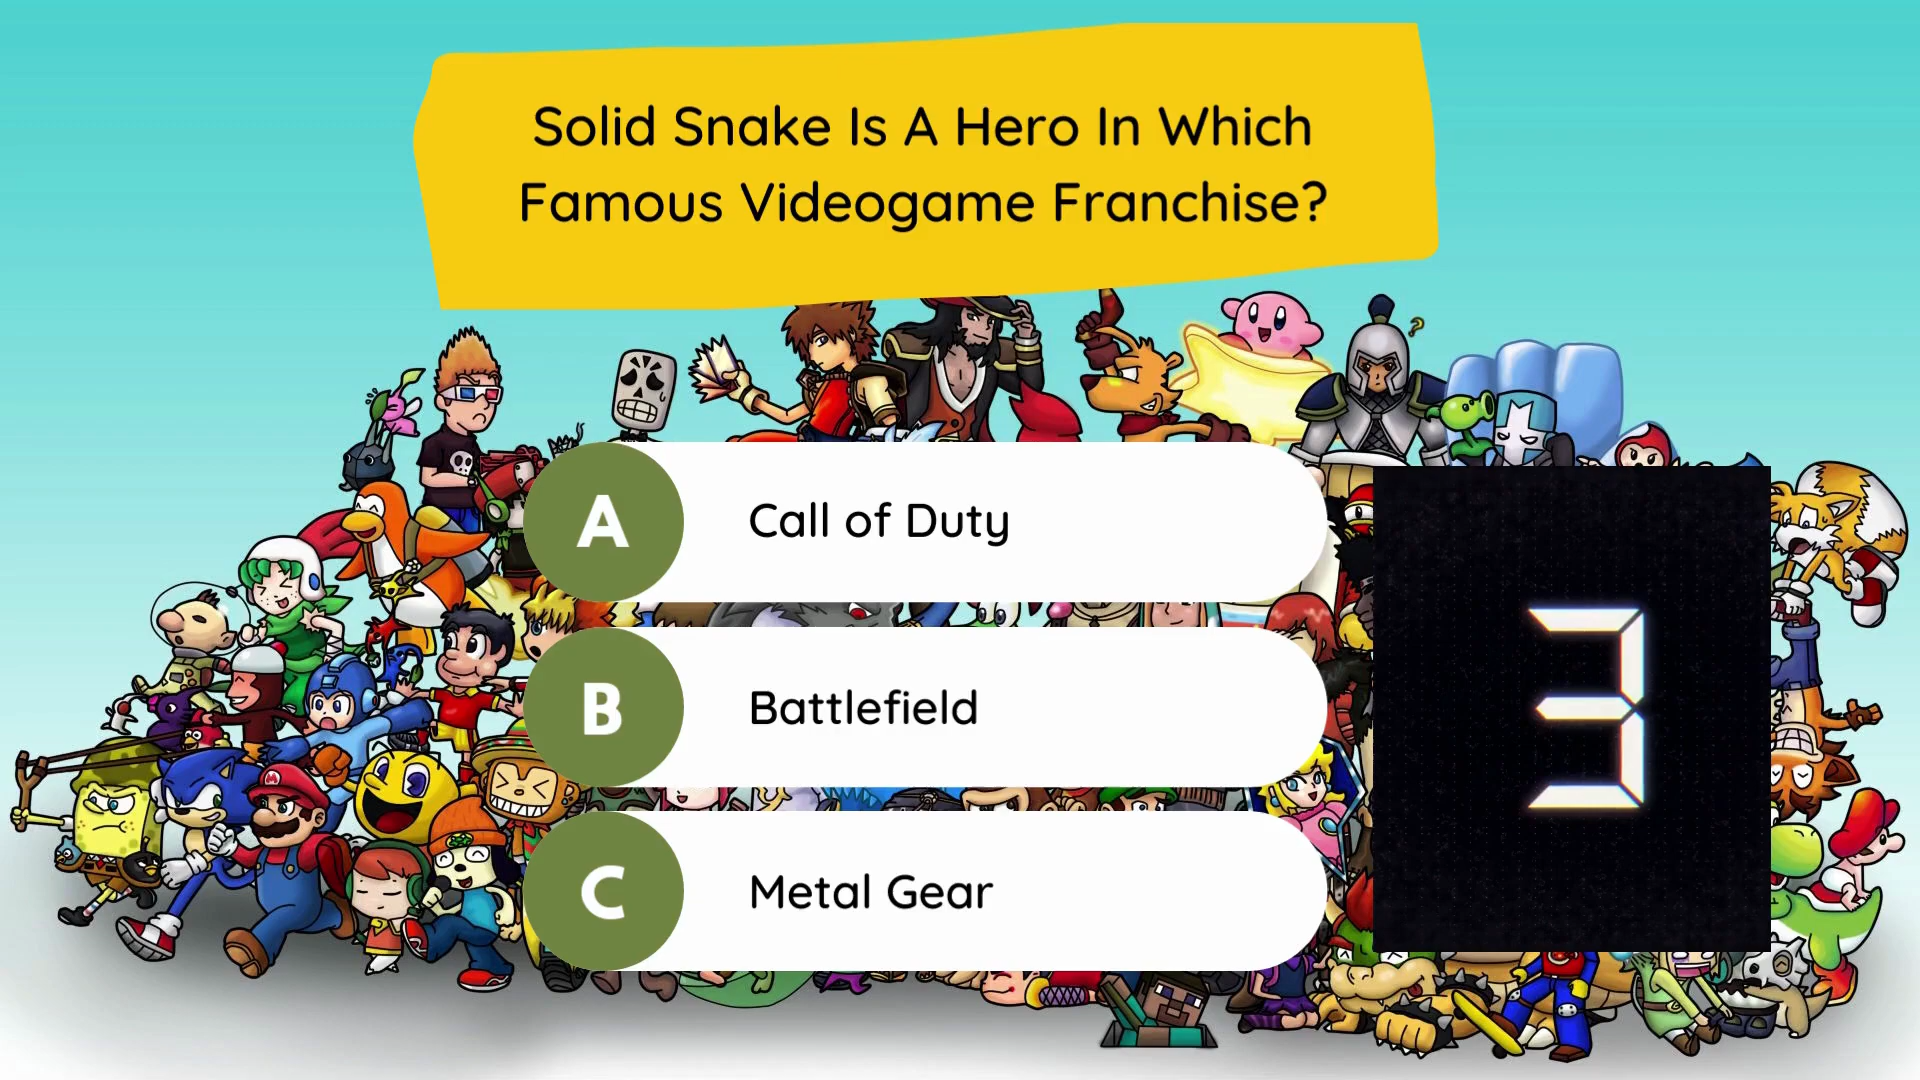 Solid Snake Is A Hero In Which
Famous Videogame Franchise?
A Call of Duty
B Battlefield
C Metal Gear
3